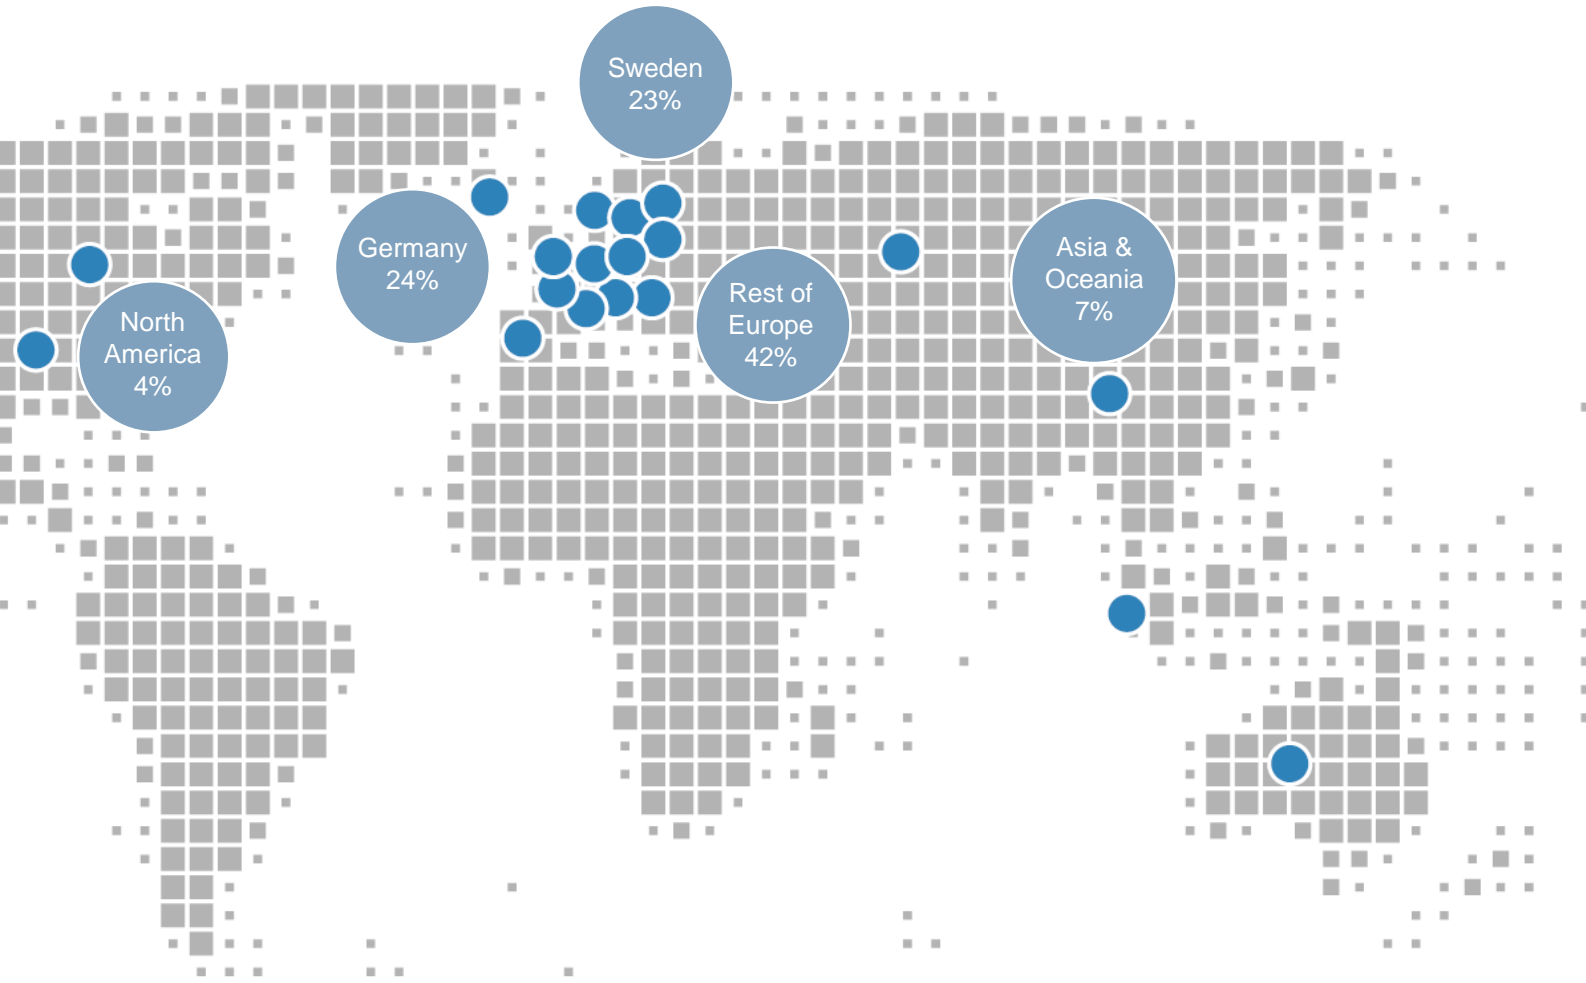 Sweden
23%
Germany
24%
Asia &
Oceania
7%
Rest of
Europe
42%
North
America
4%